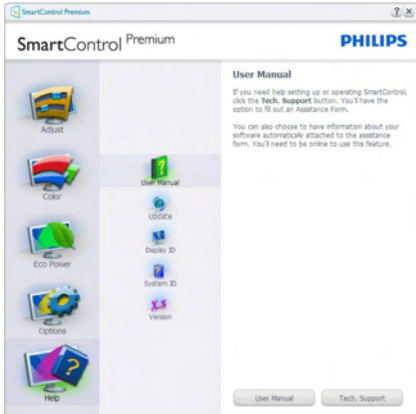 SmartControl Premium
SmartControl Premium
PHILIPS
Adjust
Color
Eco Power
Options
Help
User Manual
Update
Display ID
System ID
Version
User Manual
If you need help setting up or operating SmartControl,
click the Tech. Support button. You'll have the
option to fill out an Assistance Form.
You can also choose to have information about your
software automatically attached to the assistance
form. You'll need to be online to use this feature.
User Manual
Tech. Support